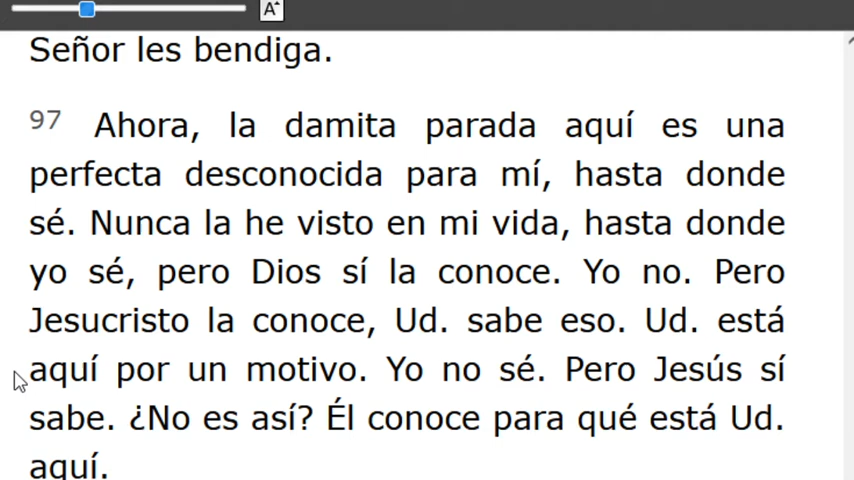 A
Señor les bendiga.
97 Ahora, la damita parada aquí es una
perfecta desconocida para mí, hasta donde
sé. Nunca la he visto en mi vida, hasta donde
yo sé, pero Dios sí la conoce. Yo no. Pero
Jesucristo la conoce, Ud. sabe eso. Ud. está
aquí por un motivo. Yo no sé. Pero Jesús sí
sabe. ¿No es así? Él conoce para qué está Ud.
aquí.